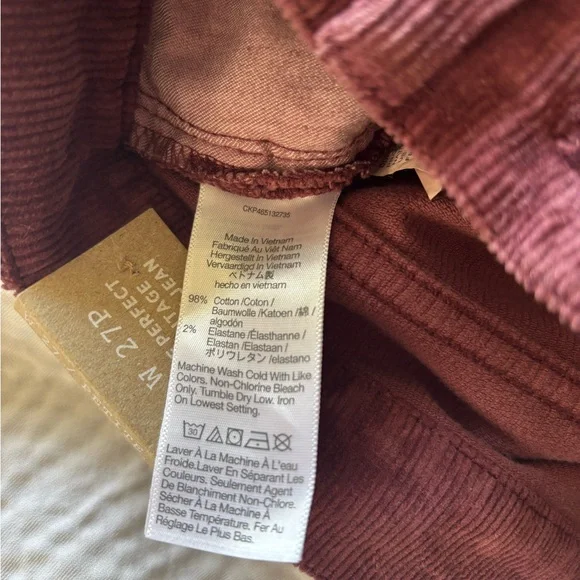 CKP465132735
Made In Vietnam
Fabriqué Au Viêt Nam
Hergestellt In Vietnam
Vervaardigd In Vietnam
ベトナム製
hecho en vietnam
98% Cotton /Coton /
Baumwolle /Katoen /綿 /
algodón
2% Elastane /Élasthanne /
Elastan /Elastaan /
ポリウレタン /elastano
Machine Wash Cold With Like
Colors. Non-Chlorine Bleach
Only. Tumble Dry Low. Iron
On Lowest Setting.
30
Laver À La Machine À L'eau
Froide.Laver En Séparant Les
Couleurs. Seulement Agent
De Blanchiment Non-Chlore.
Sécher À La Machine À
Basse Température. Fer Au
Réglage Le Plus Bas.
W 27P
PERFECT